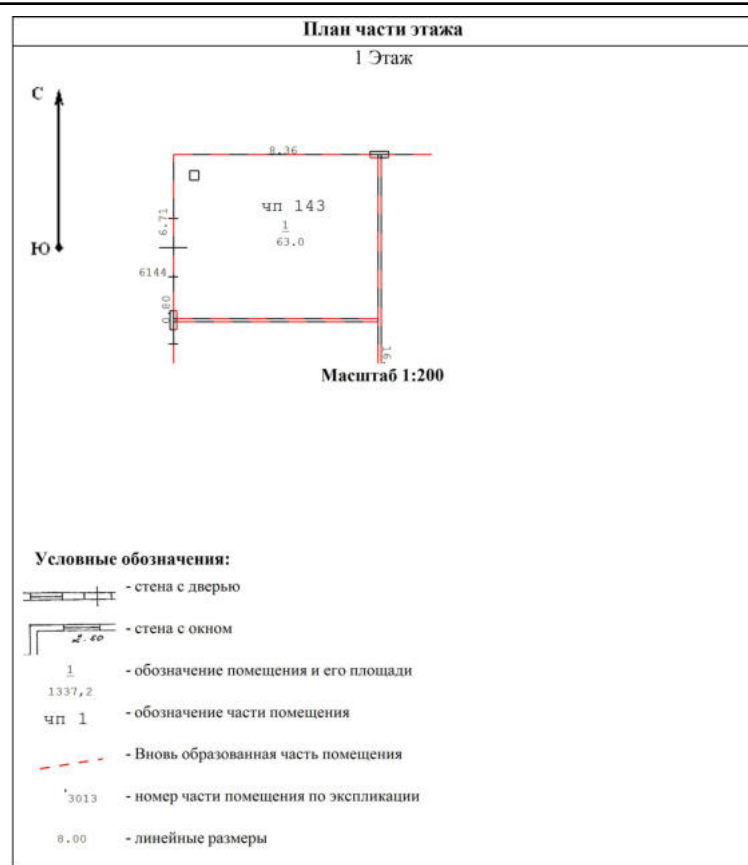 План части этажа
1 Этаж
С
8.36
чп 143
1
63.0
6.71
Ю
6144
0.80
16.
Масштаб 1:200
Условные обозначения:
- стена с дверью
2.80
- стена с окном
1
1337,2
- обозначение помещения и его площади
чп 1
- обозначение части помещения
- Вновь образованная часть помещения
'3013
- номер части помещения по экспликации
8.00
- линейные размеры